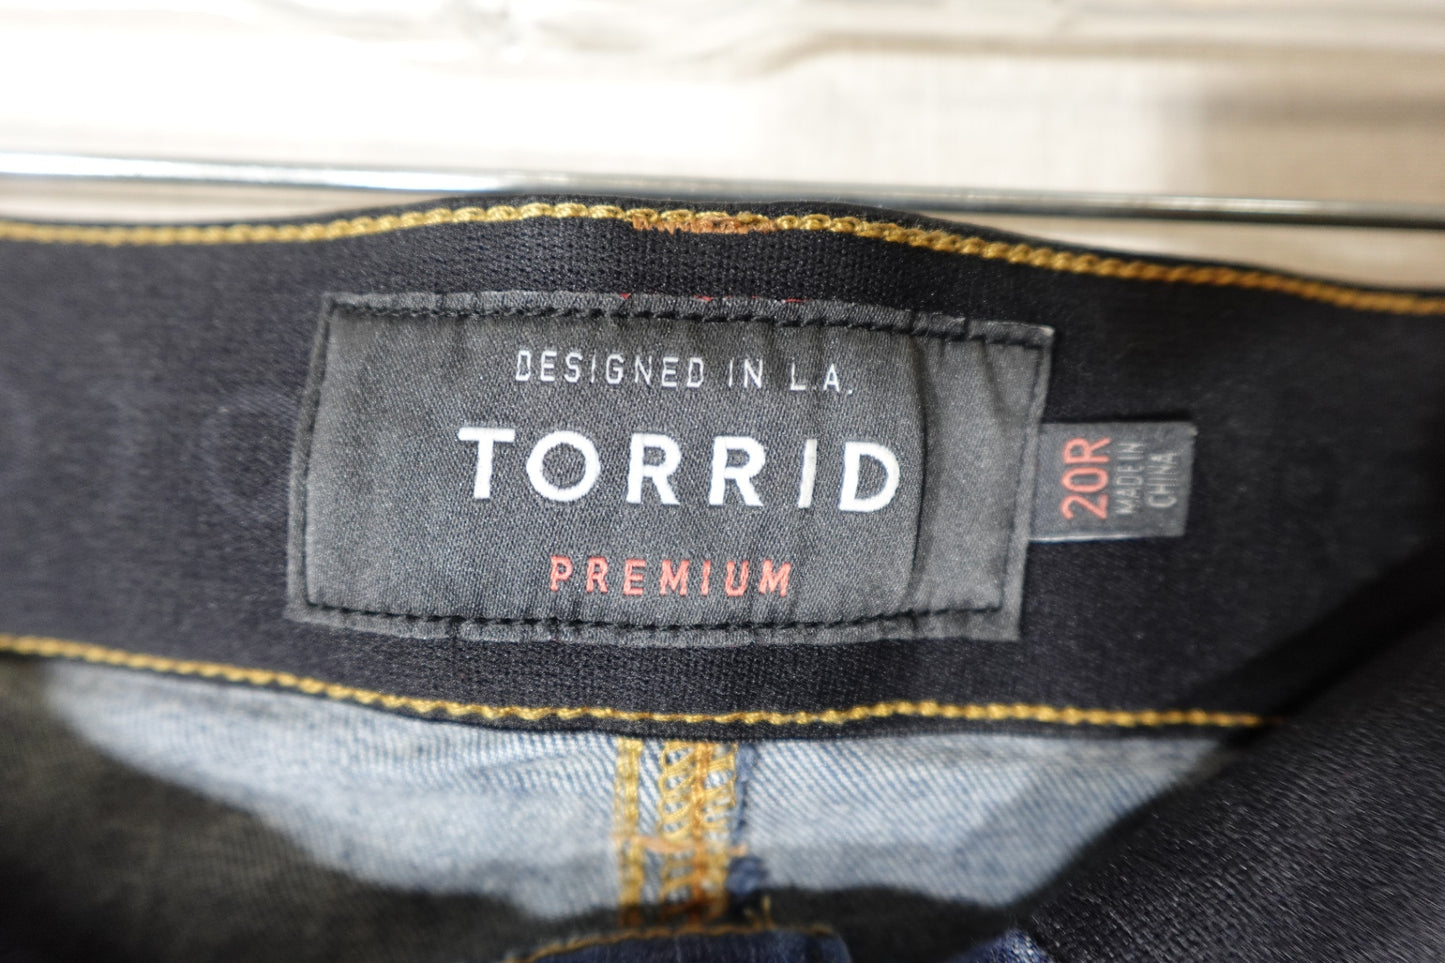 DESIGNED IN L.A.
TORRID
PREMIUM
20R
MADE IN
CHINA